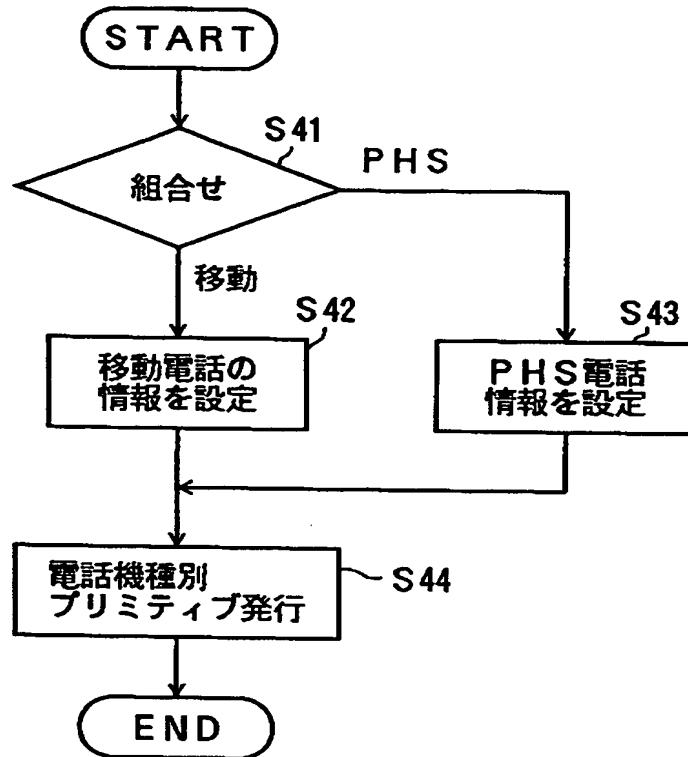 START
S41
組合せ
PHS
移動
S42
移動電話の
情報を設定
S43
PHS電話
情報を設定
電話機種別
プリミティブ発行
S44
END